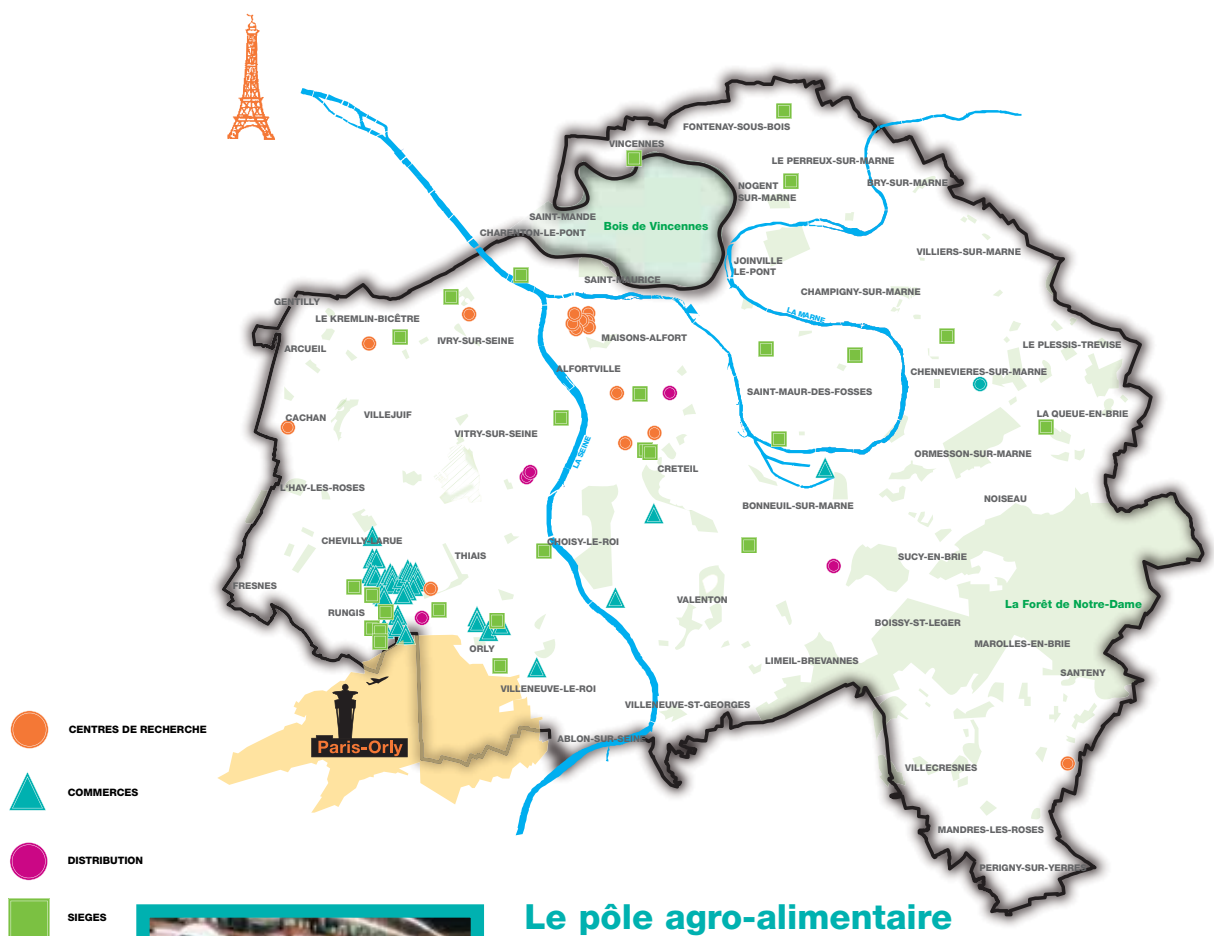 FONTENAY-SOUS-BOIS
VINCENNES
LE PERREUX-SUR-MARNE
NOGENT
SUR-MARNE
BRY-SUR-MARNE
SAINT-MANDE
Bois de Vincennes
CHARENTON-LE-PONT
VILLIERS-SUR-MARNE
JOINVILLE
LE-PONT
SAINT-MAURICE
CHAMPIGNY-SUR-MARNE
GENTILLY
LE KREMLIN-BICÊTRE
LA MARNE
ARCUEIL
IVRY-SUR-SEINE
MAISONS-ALFORT
LE PLESSIS-TREVISE
ALFORTVILLE
CHENNEVIERES-SUR-MARNE
SAINT-MAUR-DES-FOSSES
CACHAN
VILLEJUIF
LA QUEUE-EN-BRIE
VITRY-SUR-SEINE
LA SEINE
ORMESSON-SUR-MARNE
CRETEIL
L'HAY-LES-ROSES
NOISEAU
BONNEUIL-SUR-MARNE
CHEVILLY-LARUE
CHOISY-LE-ROI
THIAIS
SUCY-EN-BRIE
FRESNES
VALENTON
La Forêt de Notre-Dame
RUNGIS
BOISSY-ST-LEGER
MAROLLES-EN-BRIE
ORLY
LIMEIL-BREVANNES
SANTENY
VILLENEUVE-LE-ROI
VILLENEUVE-ST-GEORGES
CENTRES DE RECHERCHE
Paris-Orly
ABLON-SUR-SEINE
VILLECRESNES
COMMERCES
MANDRES-LES-ROSES
DISTRIBUTION
PERIGNY-SUR-YERRES
SIEGES
Le pôle agro-alimentaire